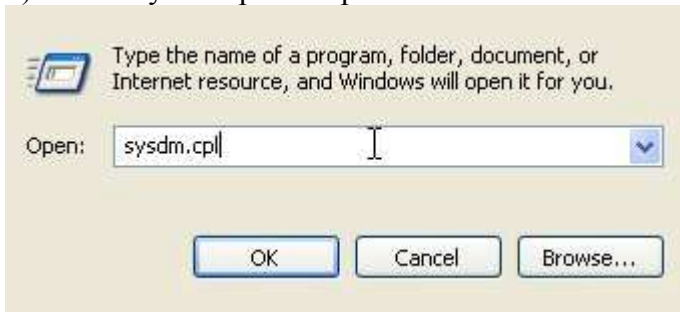 Type the name of a program, folder, document, or
Internet resource, and Windows will open it for you.
Open: sysdm.cpl
OK Cancel Browse...